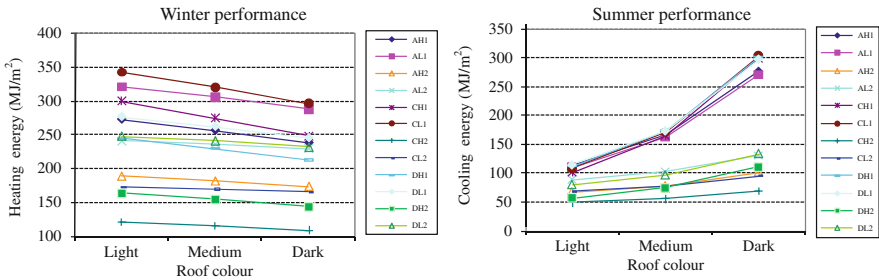 Winter performance
Heating energy (MJ/m²)
400
350
300
250
200
150
100
Light Medium Dark
Roof colour
AH1
AL1
AH2
AL2
CH1
CL1
CH2
CL2
DH1
DL1
DH2
DL2
Summer performance
Cooling energy (MJ/m²)
350
300
250
200
150
100
50
0
Light Medium Dark
Roof colour
AH1
AL1
AH2
AL2
CH1
CL1
CH2
CL2
DH1
DL1
DH2
DL2